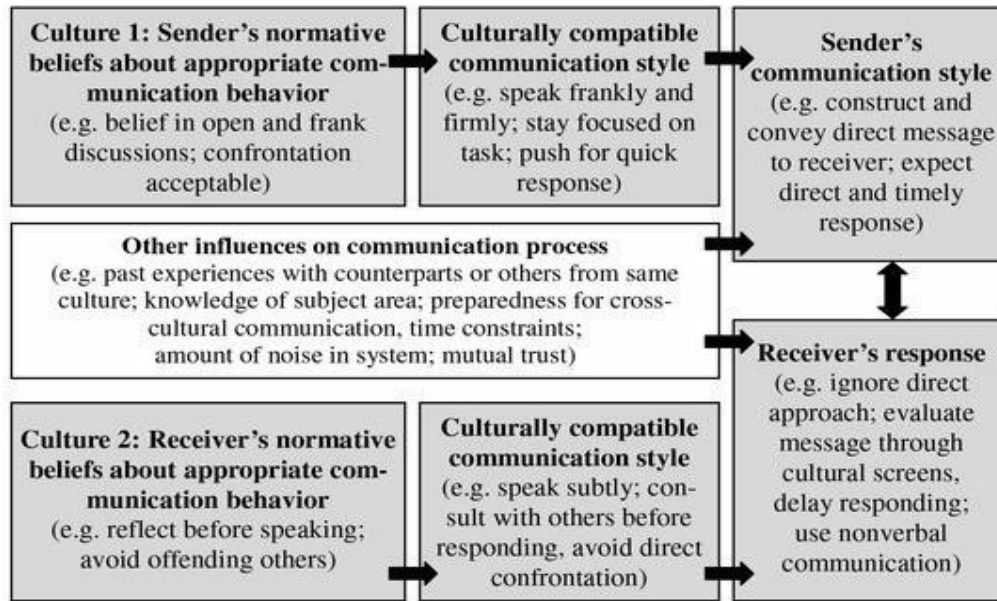 Culture 1: Sender's normative
beliefs about appropriate com-
munication behavior
(e.g. belief in open and frank
discussions; confrontation
acceptable)
Culturally compatible
communication style
(e.g. speak frankly and
firmly; stay focused on
task; push for quick
response)
Sender's
communication style
(e.g. construct and
convey direct message
to receiver; expect
direct and timely
response)
Other influences on communication process
(e.g. past experiences with counterparts or others from same
culture; knowledge of subject area; preparedness for cross-
cultural communication, time constraints;
amount of noise in system; mutual trust)
Culture 2: Receiver's normative
beliefs about appropriate com-
munication behavior
(e.g. reflect before speaking;
avoid offending others)
Culturally compatible
communication style
(e.g. speak subtly; con-
sult with others before
responding, avoid direct
confrontation)
Receiver's response
(e.g. ignore direct
approach; evaluate
message through
cultural screens,
delay responding;
use nonverbal
communication)